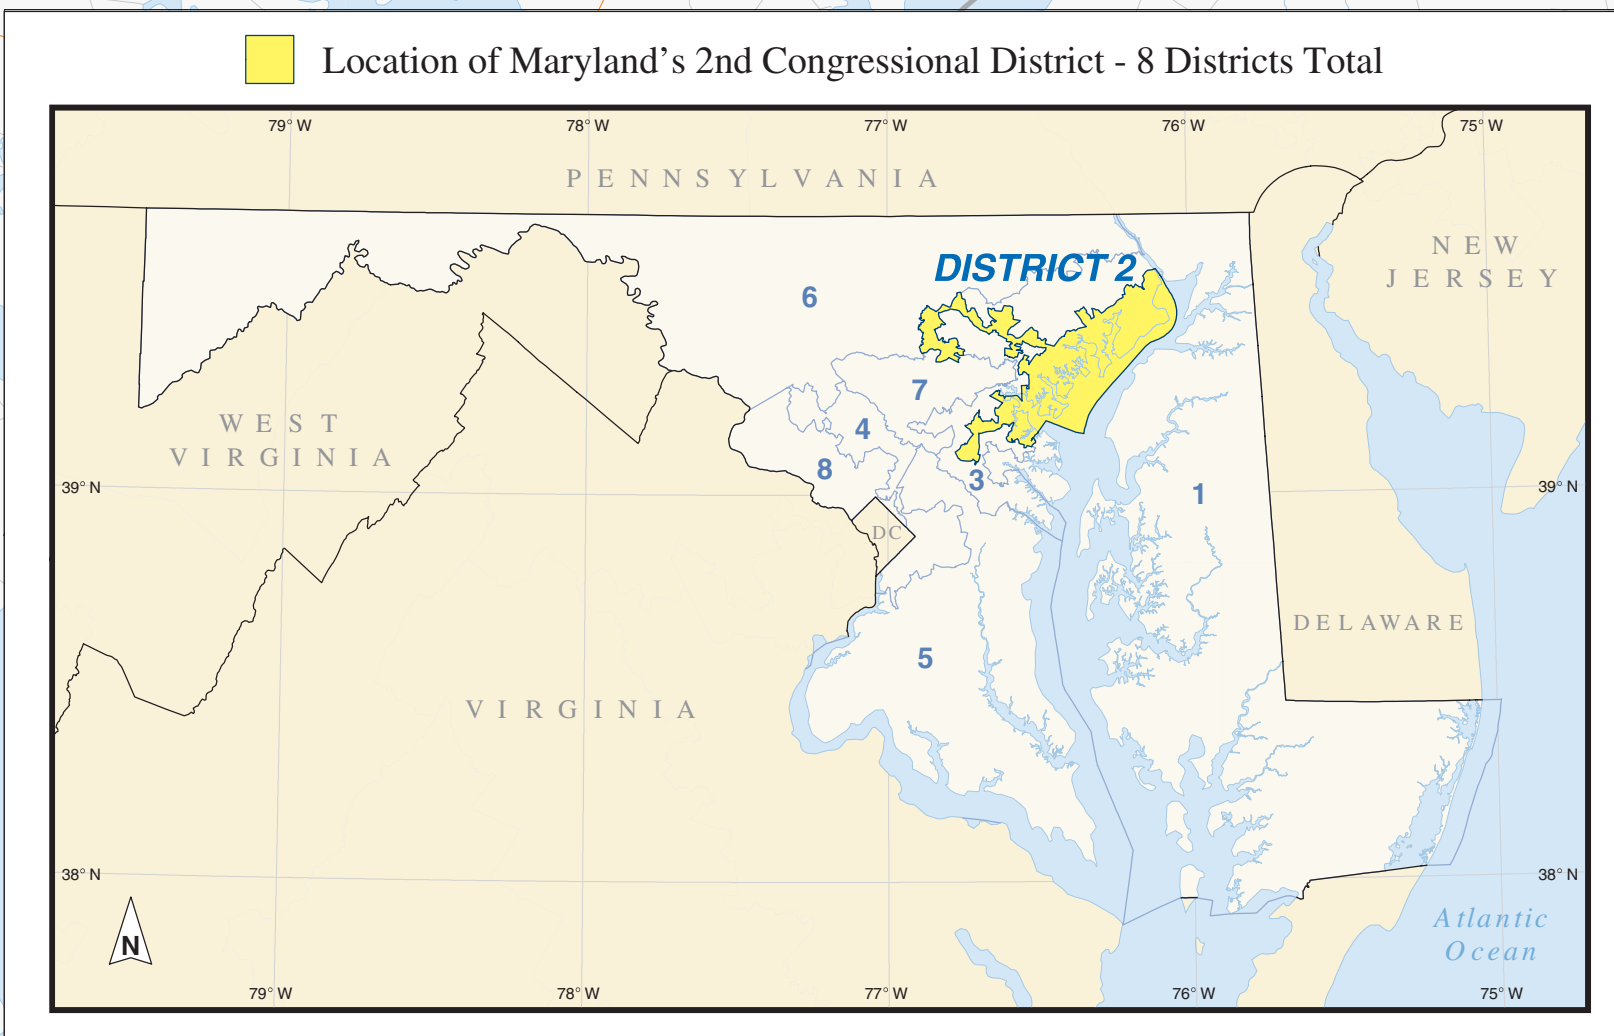 Location of Maryland's 2nd Congressional District - 8 Districts Total
79° W 78° W 77° W 76° W 75° W
PENNSYLVANIA
NEW
JERSEY
DISTRICT 2
6
7
WEST
VIRGINIA
4
8
3
39° N
1
39° N
DC
DELAWARE
5
VIRGINIA
38° N
38° N
Atlantic
Ocean
N
79° W 78° W 77° W 76° W 75° W